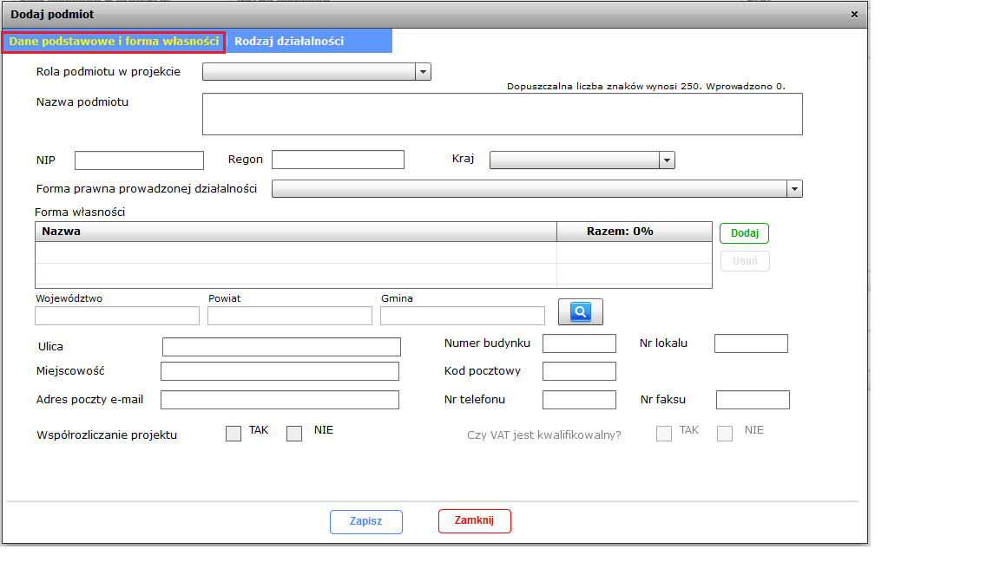 Dodaj podmiot
Dane podstawowe i forma własności Rodzaj działalności
Rola podmiotu w projekcie
Dopuszczalna liczba znaków wynosi 250. Wprowadzono 0.
Nazwa podmiotu
NIP Regon Kraj
Forma prawna prowadzonej działalności
Forma własności
Nazwa Razem: 0% Dodaj
Usuń
Województwo Powiat Gmina
Ulica Numer budynku Nr lokalu
Miejscowość Kod pocztowy
Adres poczty e-mail Nr telefonu Nr faksu
Współrozliczanie projektu TAK NIE Czy VAT jest kwalifikowalny? TAK NIE
Zapisz Zamknij